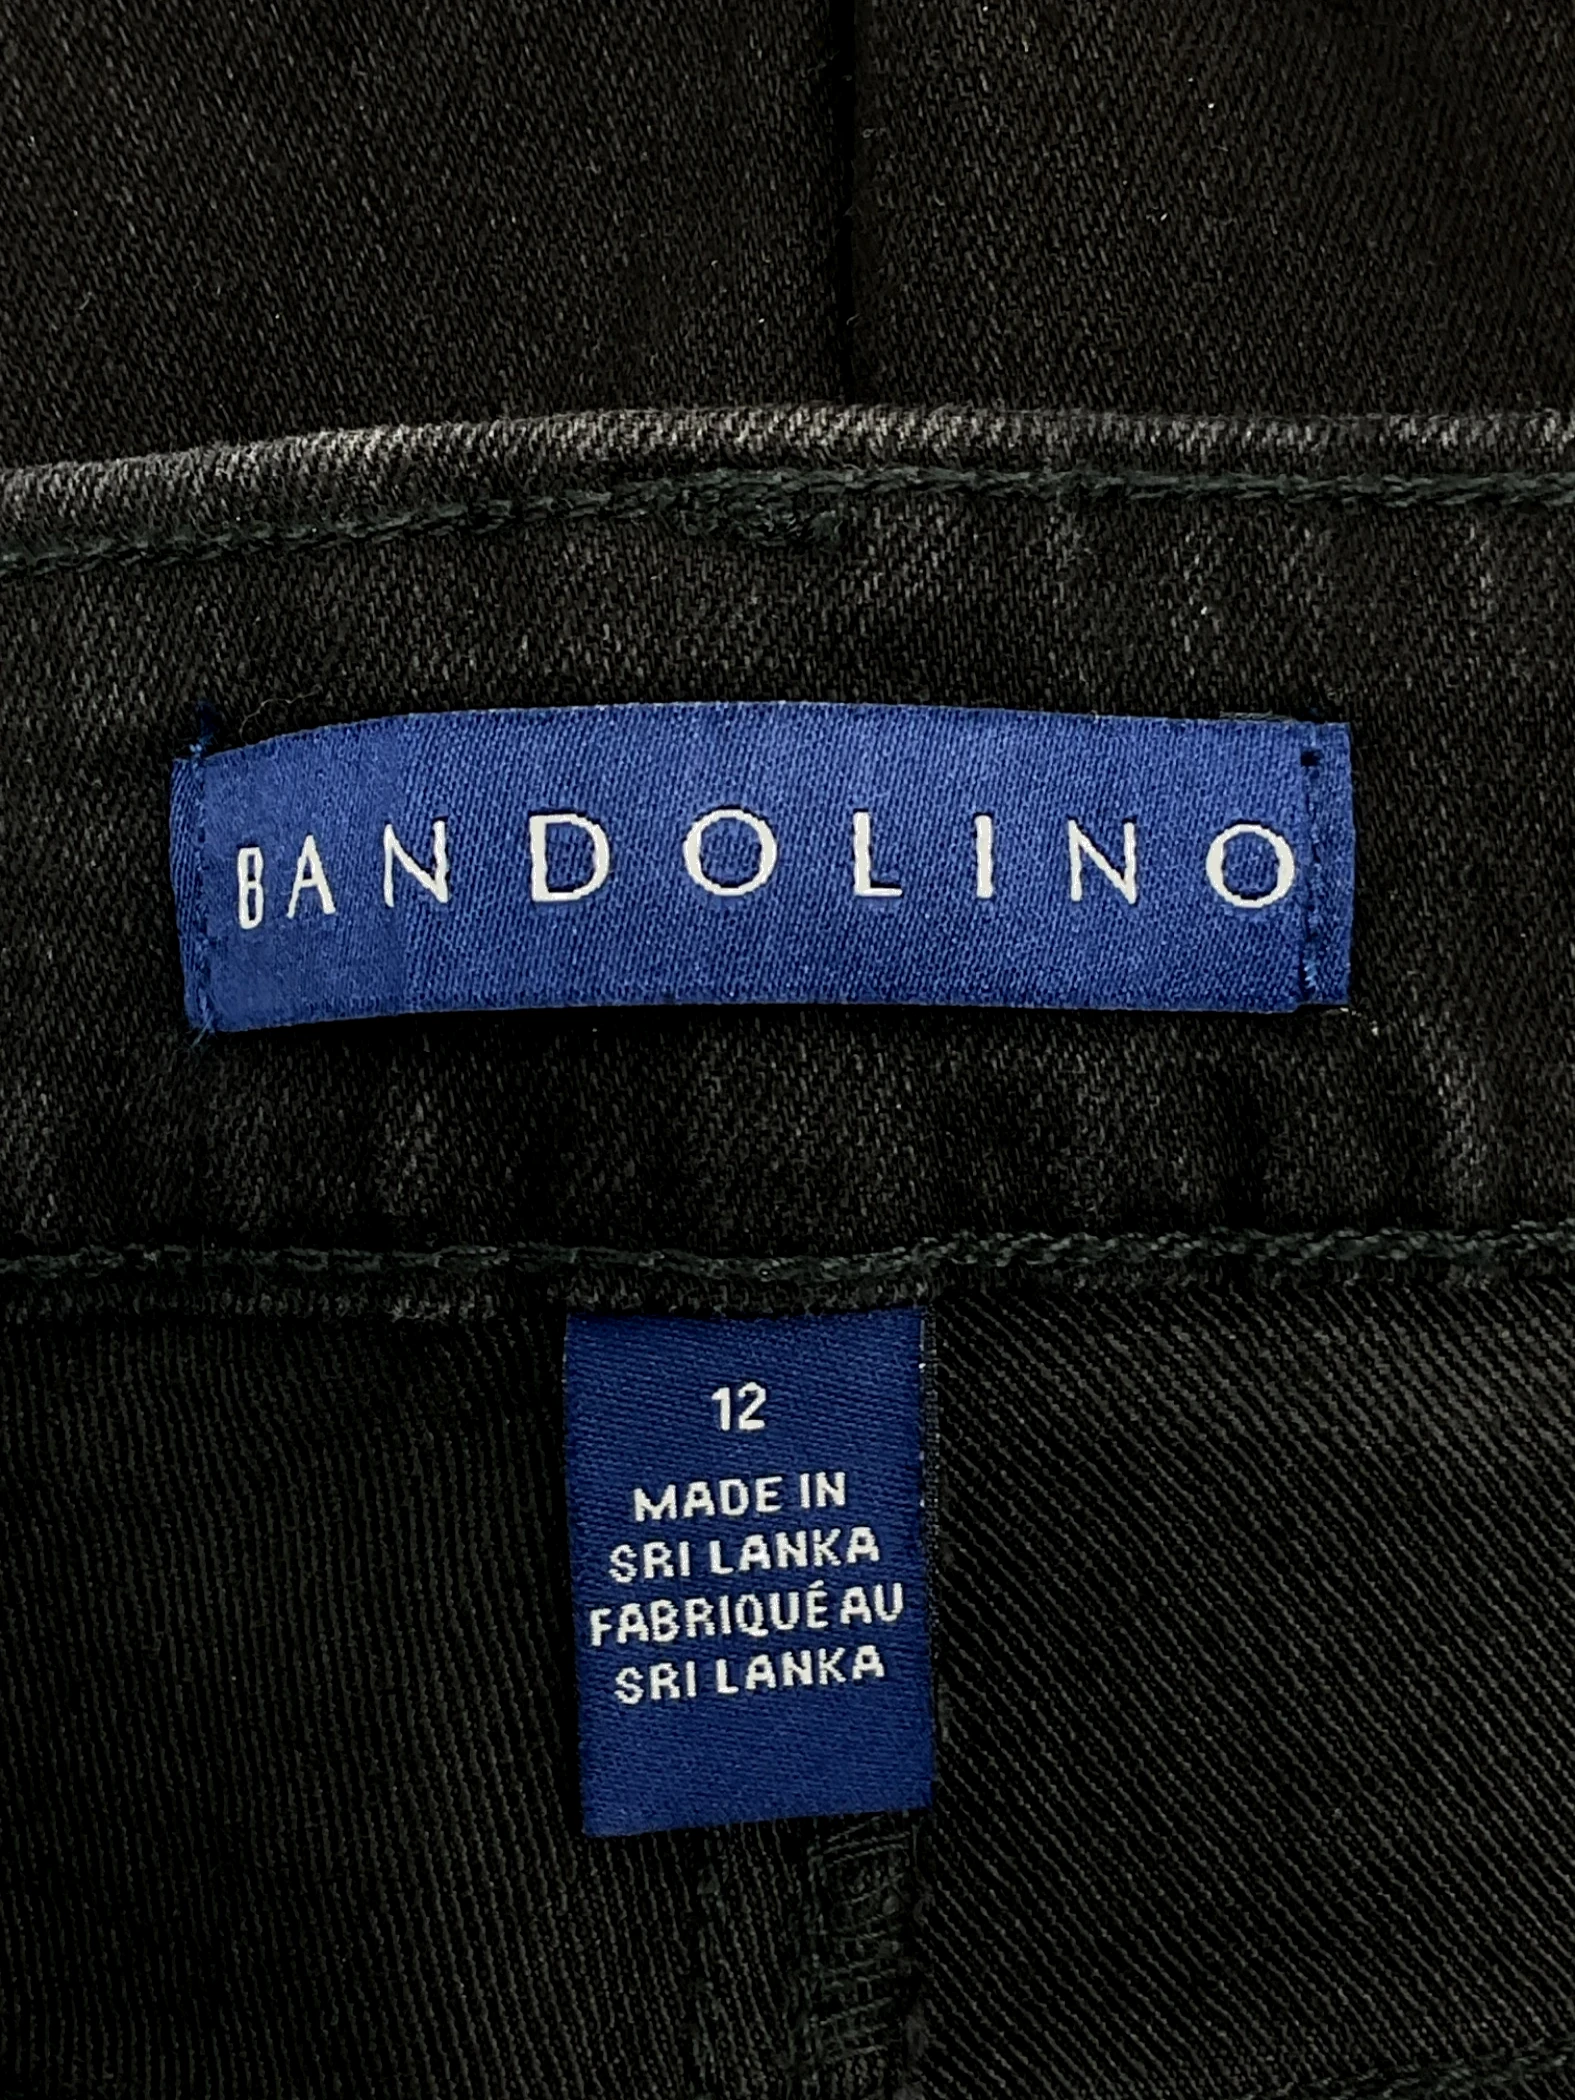 BANDOLINO
12
MADE IN
SRI LANKA
FABRIQUÉ AU
SRI LANKA